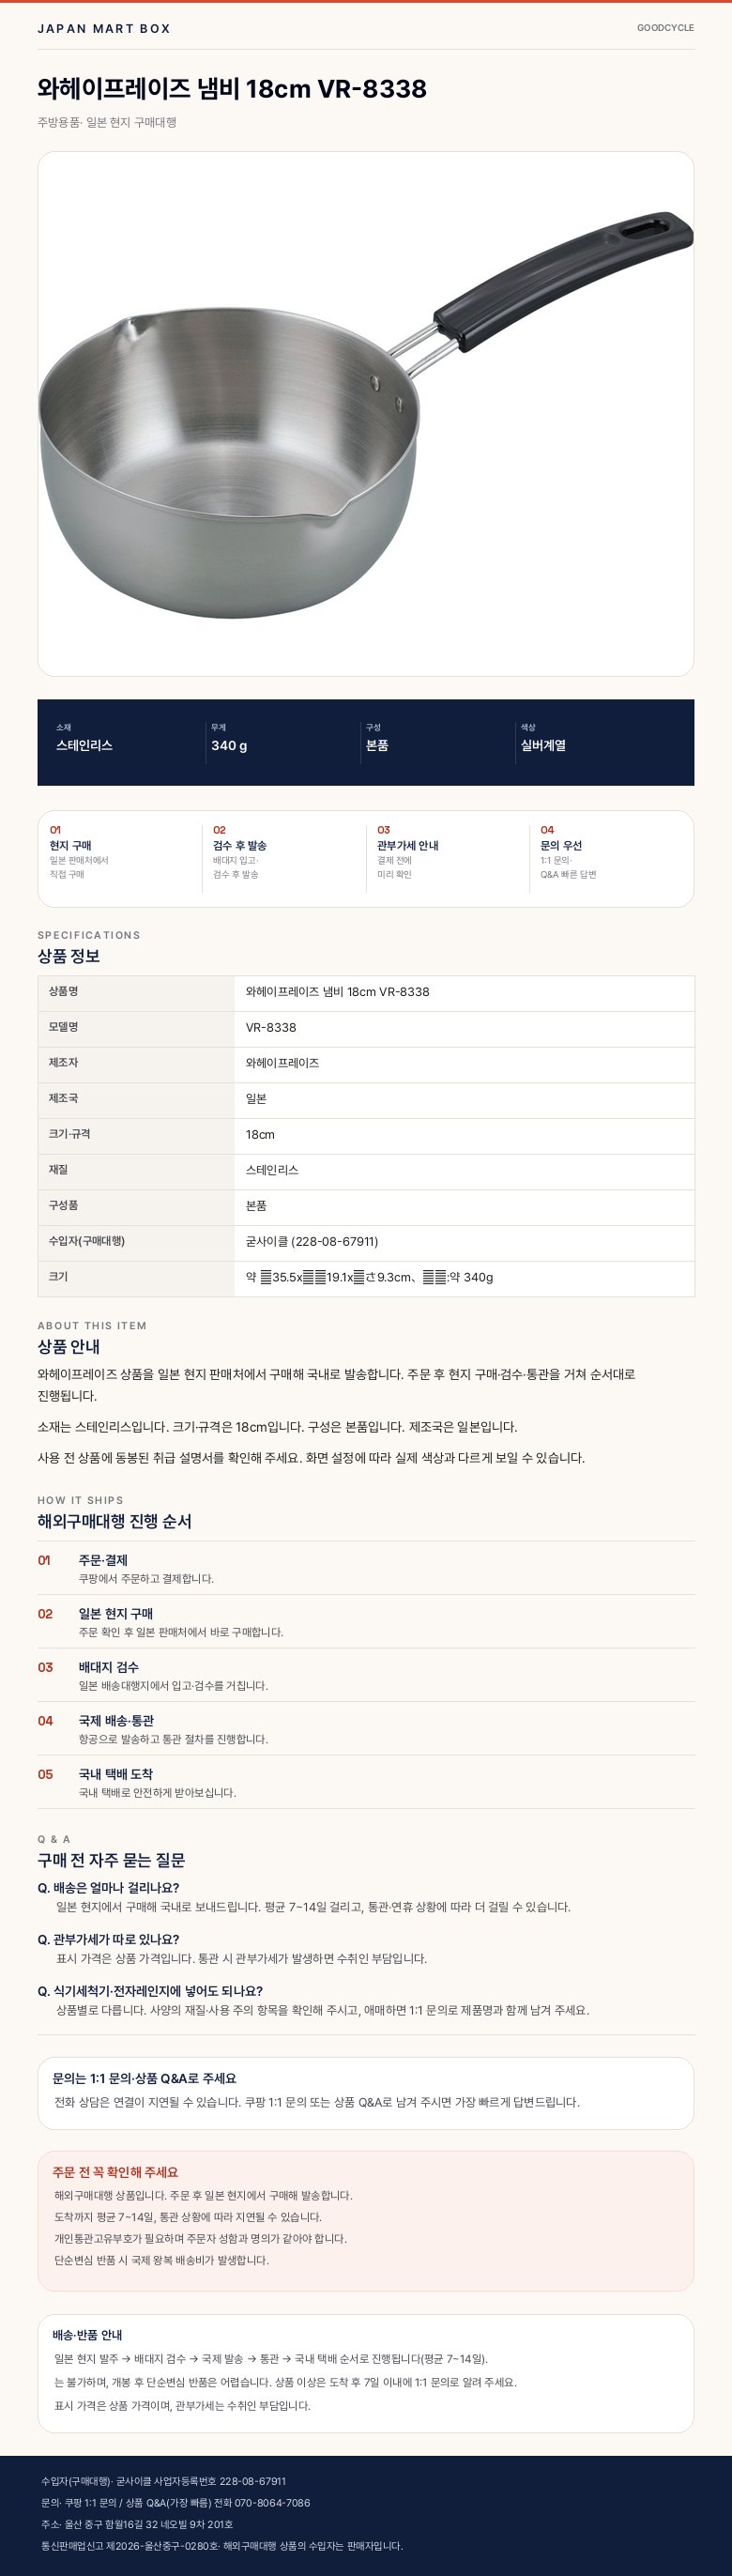 JAPAN MART BOX
GOODCYCLE
와헤이프레이즈 냄비 18cm VR-8338
주방용품· 일본 현지 구매대행
소재
스테인리스
무게
340 g
구성
본품
색상
실버계열
01
현지 구매
일본 판매처에서
직접 구매
02
검수 후 발송
배대지 입고·
검수 후 발송
03
관부가세 안내
결제 전에
미리 확인
04
문의 우선
1:1 문의·
Q&A 빠른 답변
SPECIFICATIONS
상품 정보
상품명 와헤이프레이즈 냄비 18cm VR-8338
모델명 VR-8338
제조자 와헤이프레이즈
제조국 일본
크기·규격 18cm
재질 스테인리스
구성품 본품
수입자(구매대행) 굳사이클 (228-08-67911)
크기 약 35.5x19.1xさ9.3cm、:약 340g
ABOUT THIS ITEM
상품 안내
와헤이프레이즈 상품을 일본 현지 판매처에서 구매해 국내로 발송합니다. 주문 후 현지 구매·검수·통관을 거쳐 순서대로
진행됩니다.
소재는 스테인리스입니다. 크기·규격은 18cm입니다. 구성은 본품입니다. 제조국은 일본입니다.
사용 전 상품에 동봉된 취급 설명서를 확인해 주세요. 화면 설정에 따라 실제 색상과 다르게 보일 수 있습니다.
HOW IT SHIPS
해외구매대행 진행 순서
01 주문·결제
쿠팡에서 주문하고 결제합니다.
02 일본 현지 구매
주문 확인 후 일본 판매처에서 바로 구매합니다.
03 배대지 검수
일본 배송대행지에서 입고·검수를 거칩니다.
04 국제 배송·통관
항공으로 발송하고 통관 절차를 진행합니다.
05 국내 택배 도착
국내 택배로 안전하게 받아보십니다.
Q & A
구매 전 자주 묻는 질문
Q. 배송은 얼마나 걸리나요?
일본 현지에서 구매해 국내로 보내드립니다. 평균 7~14일 걸리고, 통관·연휴 상황에 따라 더 걸릴 수 있습니다.
Q. 관부가세가 따로 있나요?
표시 가격은 상품 가격입니다. 통관 시 관부가세가 발생하면 수취인 부담입니다.
Q. 식기세척기·전자레인지에 넣어도 되나요?
상품별로 다릅니다. 사양의 재질·사용 주의 항목을 확인해 주시고, 애매하면 1:1 문의로 제품명과 함께 남겨 주세요.
문의는 1:1 문의·상품 Q&A로 주세요
전화 상담은 연결이 지연될 수 있습니다. 쿠팡 1:1 문의 또는 상품 Q&A로 남겨 주시면 가장 빠르게 답변드립니다.
주문 전 꼭 확인해 주세요
해외구매대행 상품입니다. 주문 후 일본 현지에서 구매해 발송합니다.
도착까지 평균 7~14일, 통관 상황에 따라 지연될 수 있습니다.
개인통관고유부호가 필요하며 주문자 성함과 명의가 같아야 합니다.
단순변심 반품 시 국제 왕복 배송비가 발생합니다.
배송·반품 안내
일본 현지 발주 → 배대지 검수 → 국제 발송 → 통관 → 국내 택배 순서로 진행됩니다(평균 7~14일).
는 불가하며, 개봉 후 단순변심 반품은 어렵습니다. 상품 이상은 도착 후 7일 이내에 1:1 문의로 알려 주세요.
표시 가격은 상품 가격이며, 관부가세는 수취인 부담입니다.
수입자(구매대행)· 굳사이클 사업자등록번호 228-08-67911
문의· 쿠팡 1:1 문의 / 상품 Q&A(가장 빠름) 전화 070-8064-7086
주소· 울산 중구 함월16길 32 네오빌 9차 201호
통신판매업신고 제2026-울산중구-0280호· 해외구매대행 상품의 수입자는 판매자입니다.